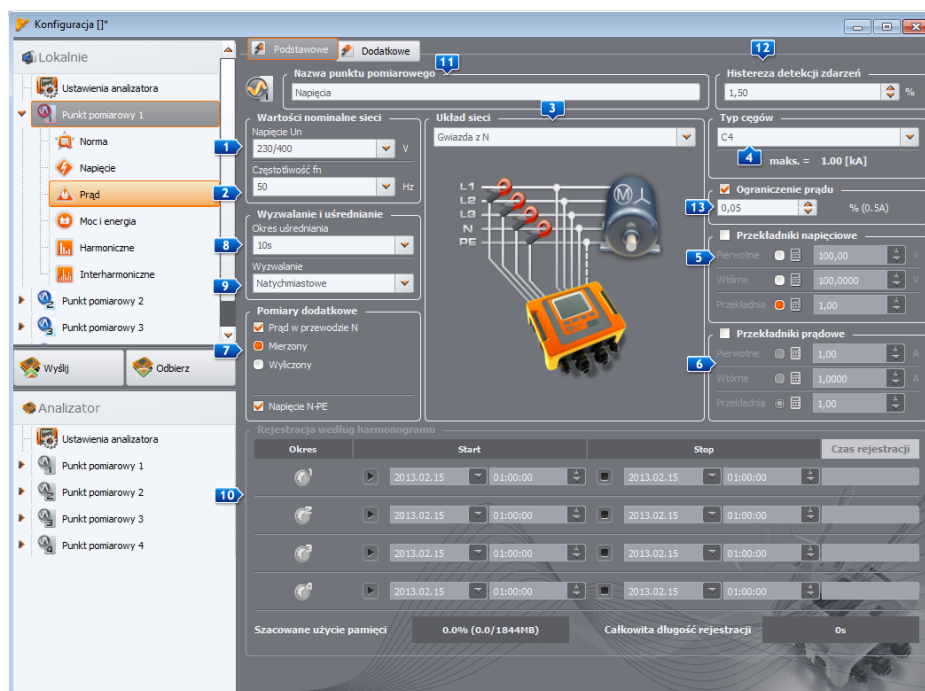 Konfiguracja []*
Lokalnie
Ustawienia analizatora
Punkt pomiarowy 1
Norma
Napięcie
Prąd
Moc i energia
Harmoniczne
Interharmoniczne
Punkt pomiarowy 2
Punkt pomiarowy 3
Wyślij
Odbierz
Analizator
Ustawienia analizatora
Punkt pomiarowy 1
Punkt pomiarowy 2
Punkt pomiarowy 3
Punkt pomiarowy 4
Podstawowe
Dodatkowe
11
Nazwa punktu pomiarowego
Napięcia
12
Histereza detekcji zdarzeń
1,50 %
Wartości nominalne sieci
Napięcie Un
1
230/400 V
Częstotliwość fn
2
50 Hz
Wyzwalanie i uśrednianie
Okres uśredniania
8
10s
Wyzwalanie
9
Natychmiastowe
Pomiary dodatkowe
Prąd w przewodzie N
7
Mierzony
Wyliczony
Napięcie N-PE
3
Układ sieci
Gwiazda z N
L1
L2
L3
N
PE
M
Typ cęgów
C4
4
maks. = 1.00 [kA]
Ograniczenie prądu
13
0,05 % (0.5A)
Przekładniki napięciowe
5
Pierwotne 100,00 V
Wtórne 100,0000 V
Przekładnia 1,00
Przekładniki prądowe
6
Pierwotne 1,00 A
Wtórne 1,0000 A
Przekładnia 1,00
Rejestracja według harmonogramu
Okres Start Stop Czas rejestracji
10
1 2013.02.15 01:00:00 2013.02.15 01:00:00
2 2013.02.15 01:00:00 2013.02.15 01:00:00
3 2013.02.15 01:00:00 2013.02.15 01:00:00
4 2013.02.15 01:00:00 2013.02.15 01:00:00
Szacowane użycie pamięci 0.0% (0.0/1844MB) Całkowita długość rejestracji 0s